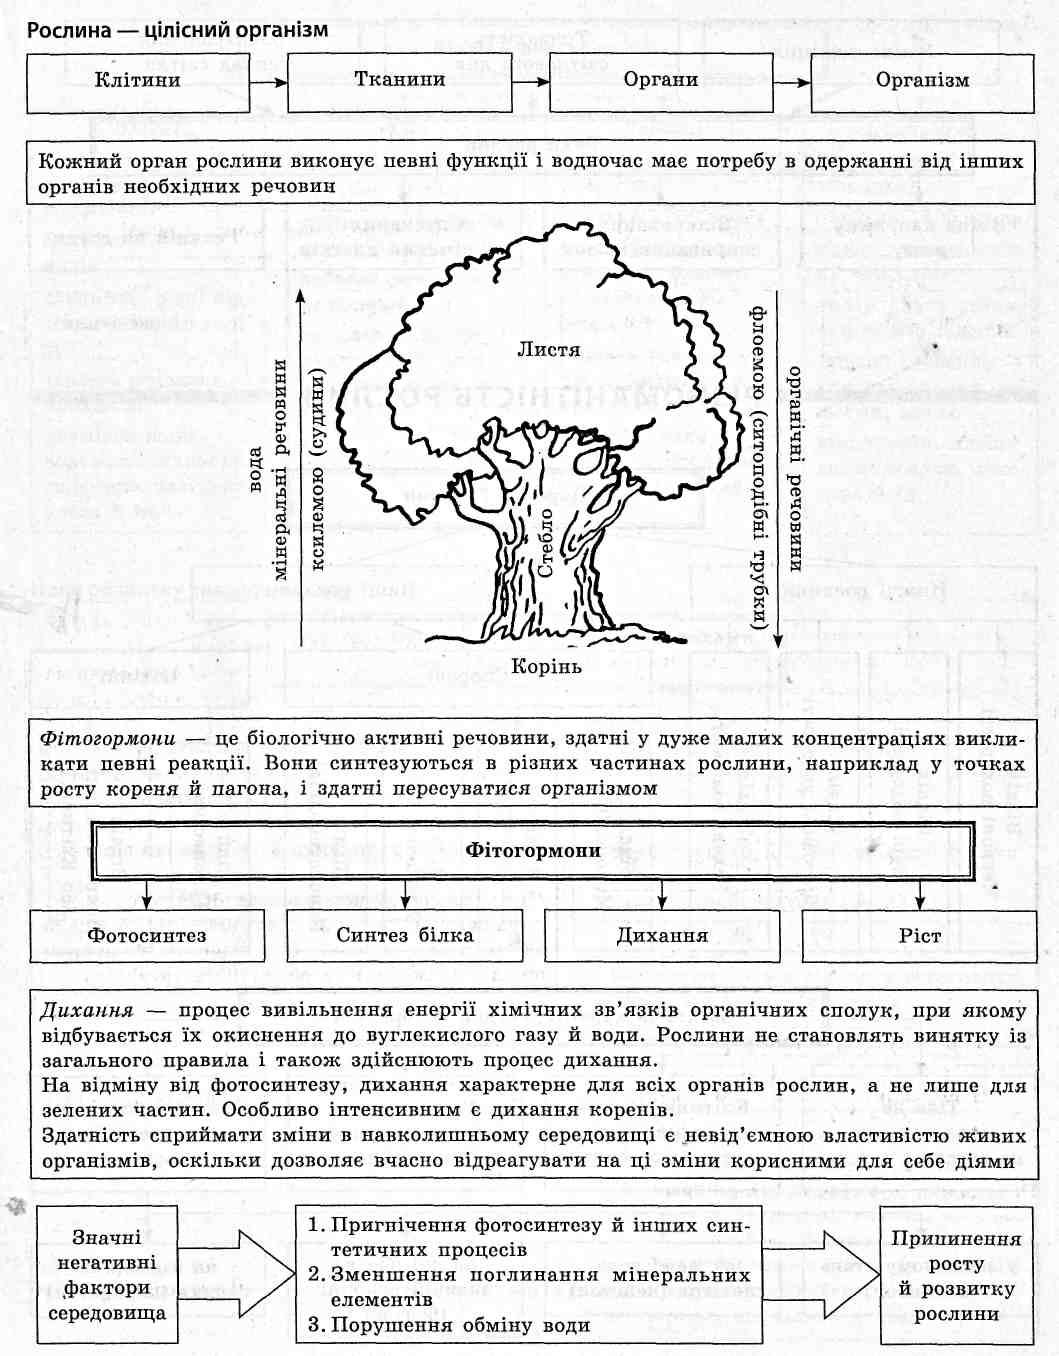 Рослина — цілісний організм
Клітини
Тканини
Органи
Організм
Кожний орган рослини виконує певні функції і водночас має потребу в одержанні від інших
органів необхідних речовин
Листя
вода
мінеральні речовини
ксилемою (судини)
Стебло
флоемою (ситоподібні трубки)
органічні речовини
Корінь
Фітогормони — це біологічно активні речовини, здатні у дуже малих концентраціях викли-
кати певні реакції. Вони синтезуються в різних частинах рослини, наприклад у точках
росту кореня й пагона, і здатні пересуватися організмом
Фітогормони
Фотосинтез
Синтез білка
Дихання
Ріст
Дихання — процес вивільнення енергії хімічних зв’язків органічних сполук, при якому
відбувається їх окиснення до вуглекислого газу й води. Рослини не становлять винятку із
загального правила і також здійснюють процес дихання.
На відміну від фотосинтезу, дихання характерне для всіх органів рослин, а не лише для
зелених частин. Особливо інтенсивним є дихання коренів.
Здатність сприймати зміни в навколишньому середовищі є невід’ємною властивістю живих
організмів, оскільки дозволяє вчасно відреагувати на ці зміни корисними для себе діями
Значні
негативні
фактори
середовища
1. Пригнічення фотосинтезу й інших син-
тетичних процесів
2. Зменшення поглинання мінеральних
елементів
3. Порушення обміну води
Припинення
росту
й розвитку
рослини